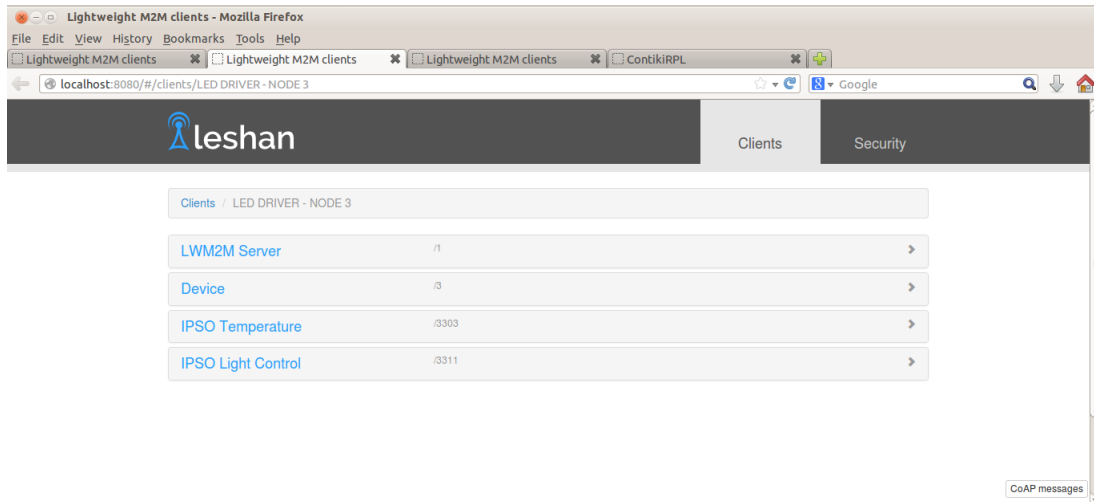 Lightweight M2M clients - Mozilla Firefox
File Edit View History Bookmarks Tools Help
Lightweight M2M clients Lightweight M2M clients Lightweight M2M clients ContikiRPL
localhost:8080/#/clients/LED DRIVER - NODE 3 Google
leshan Clients Security
Clients / LED DRIVER - NODE 3
LWM2M Server /1
Device /3
IPSO Temperature /3303
IPSO Light Control /3311
CoAP messages